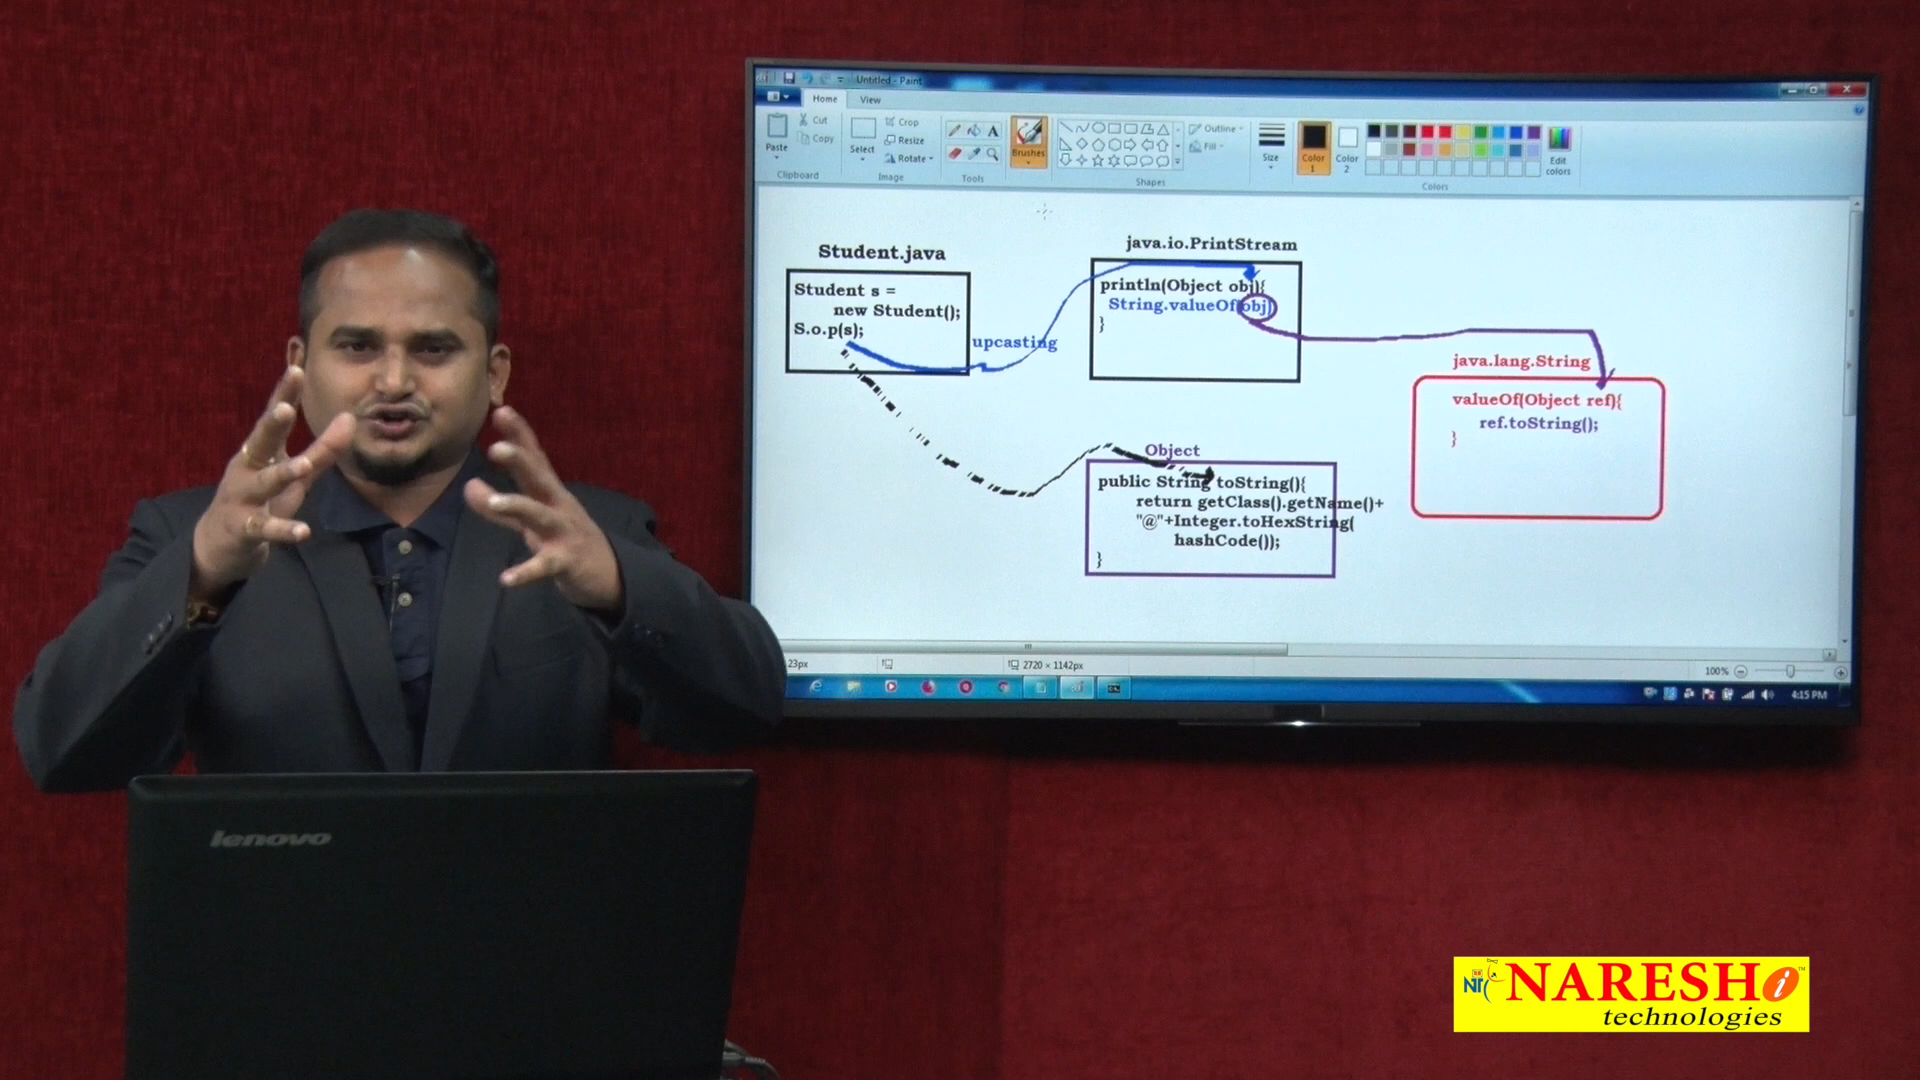 Untitled - Paint
Home
View
Paste
Cut
Copy
Clipboard
Select
Crop
Resize
Rotate
Image
A
Tools
Brushes
Outline
Fill
Shapes
Size
Color
1
Color
2
Edit
colors
Colors
Student.java
Student s =
new Student();
S.o.p(s);
upcasting
java.io.PrintStream
println(Object obj){
String.valueOf(obj)
}
java.lang.String
valueOf(Object ref){
ref.toString();
}
Object
public String toString(){
return getClass().getName()+
"@"+Integer.toHexString(
hashCode());
}
23px
2720 × 1142px
100%
4:15 PM
lenovo
NT
NARESH i
TM
technologies